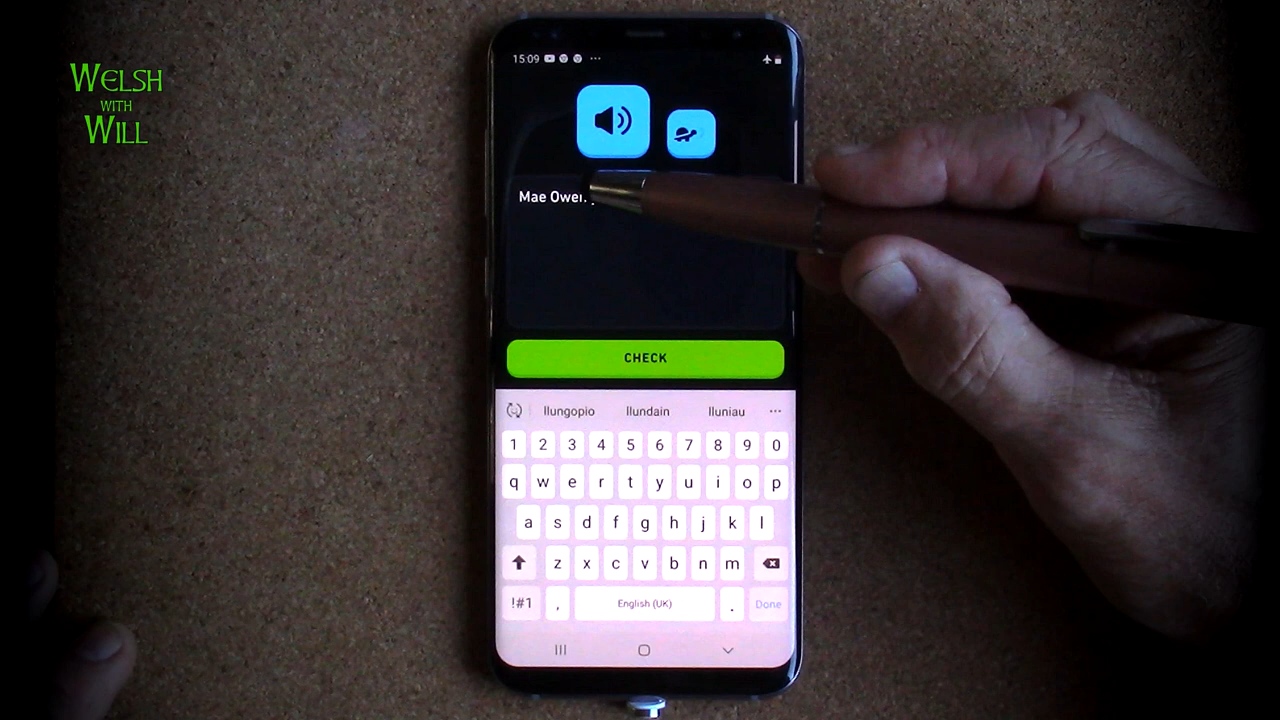 WELSH
WITH
WILL
15:09
Mae Owen
CHECK
llungopio llundain lluniau
1 2 3 4 5 6 7 8 9 0
q w e r t y u i o p
a s d f g h j k l
z x c v b n m
!#1 , English (UK) . Done